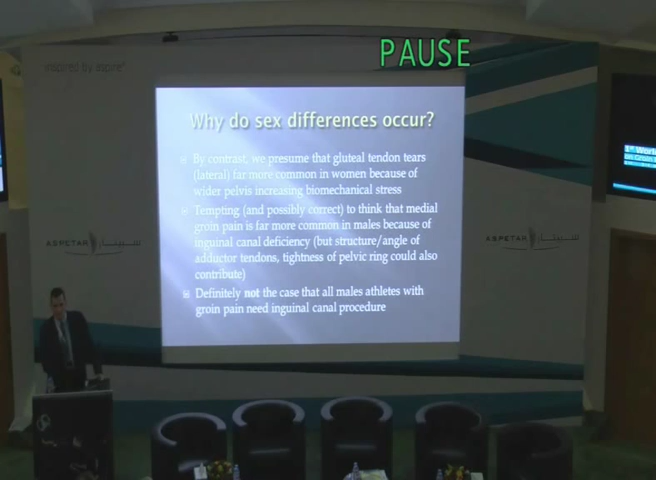 PAUSE
inspired by aspire
Why do sex differences occur?
By contrast, we presume that gluteal tendon tears
(lateral) far more common in women because of
wider pelvis increasing biomechanical stress
Tempting (and possibly correct) to think that medial
groin pain is far more common in males because of
inguinal canal deficiency (but structure/angle of
adductor tendons, tightness of pelvic ring could also
contribute)
Definitely not the case that all males athletes with
groin pain need inguinal canal procedure
1st World
ASPETAR سبيتار
ASPETAR سبيتار